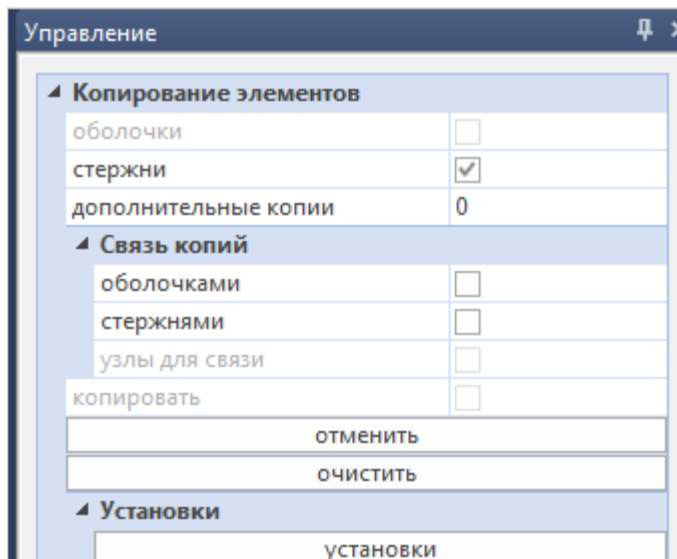 Управление
Копирование элементов
оболочки
стержни
дополнительные копии 0
Связь копий
оболочками
стержнями
узлы для связи
копировать
отменить
очистить
Установки
установки